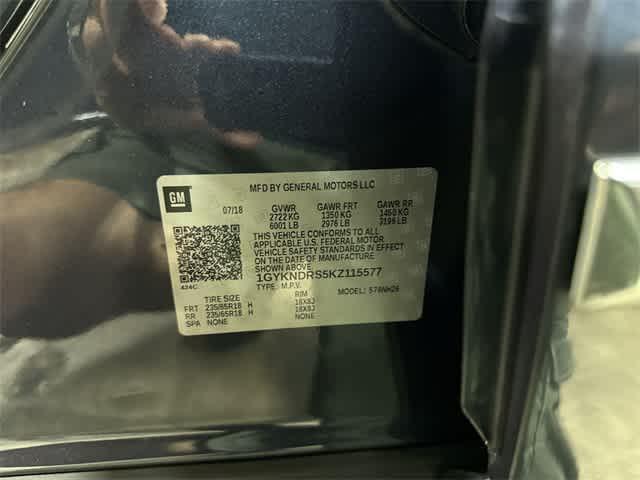 GM
MFD BY GENERAL MOTORS LLC
07/18 GVWR GAWR FRT GAWR RR
2722 KG 1350 KG 1450 KG
6001 LB 2976 LB 3196 LB
THIS VEHICLE CONFORMS TO ALL
APPLICABLE U.S. FEDERAL MOTOR
VEHICLE SAFETY STANDARDS IN EFFECT
ON THE DATE OF MANUFACTURE
SHOWN ABOVE
1GYKNDRS5KZ115577
424C TYPE: M.P.V. MODEL: 6NH26
TIRE SIZE RIM
FRT 235/65R18 H 18X8J
RR 235/65R18 H 18X8J
SPA NONE NONE